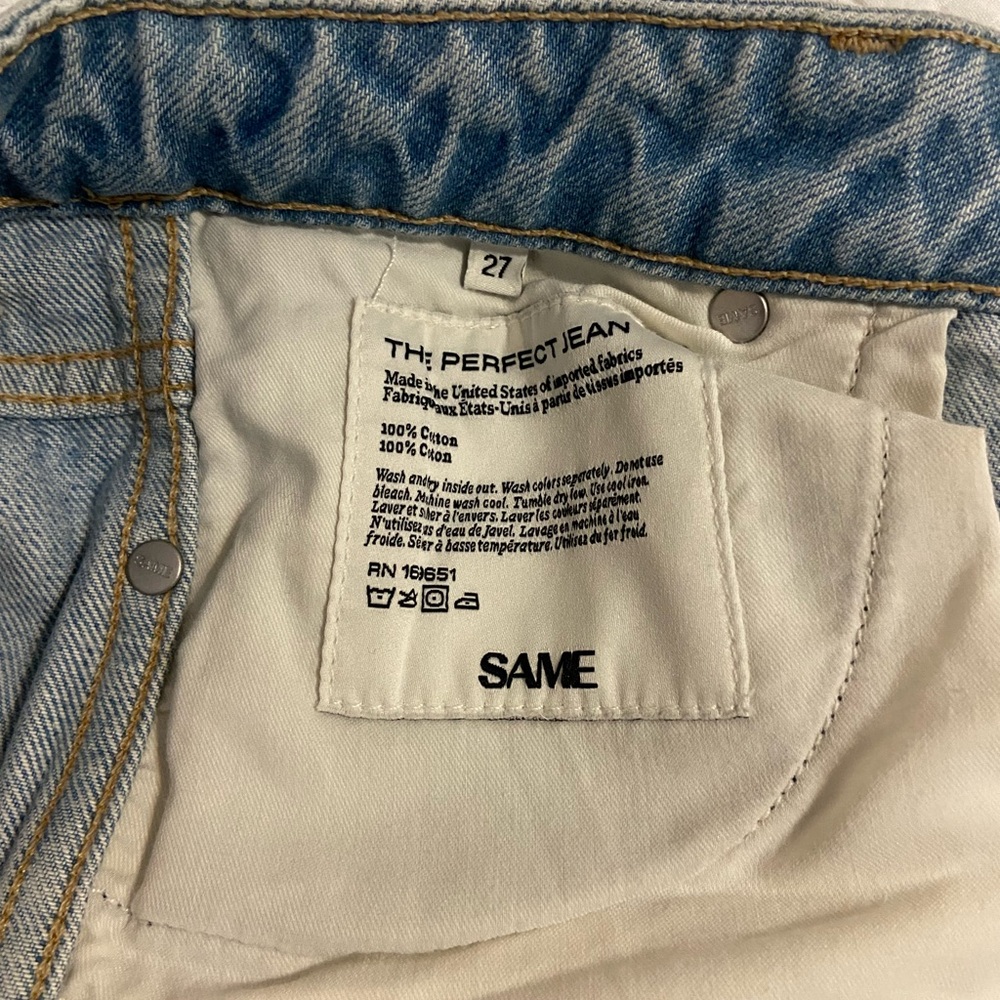 27
SAME
THE PERFECT JEAN
Made in the United States of imported fabrics
Fabriqué aux États-Unis à partir de tissus importés
100% Cotton
100% Coton
Wash and dry inside out. Wash colors separately. Do not use
bleach. Machine wash cool. Tumble dry low. Use cool iron.
Laver et sécher à l'envers. Laver les couleurs séparément.
N'utilisez pas d'eau de Javel. Lavage en machine à l'eau
froide. Sécher à basse température. Utilisez du fer froid.
SAME
RN
SAME